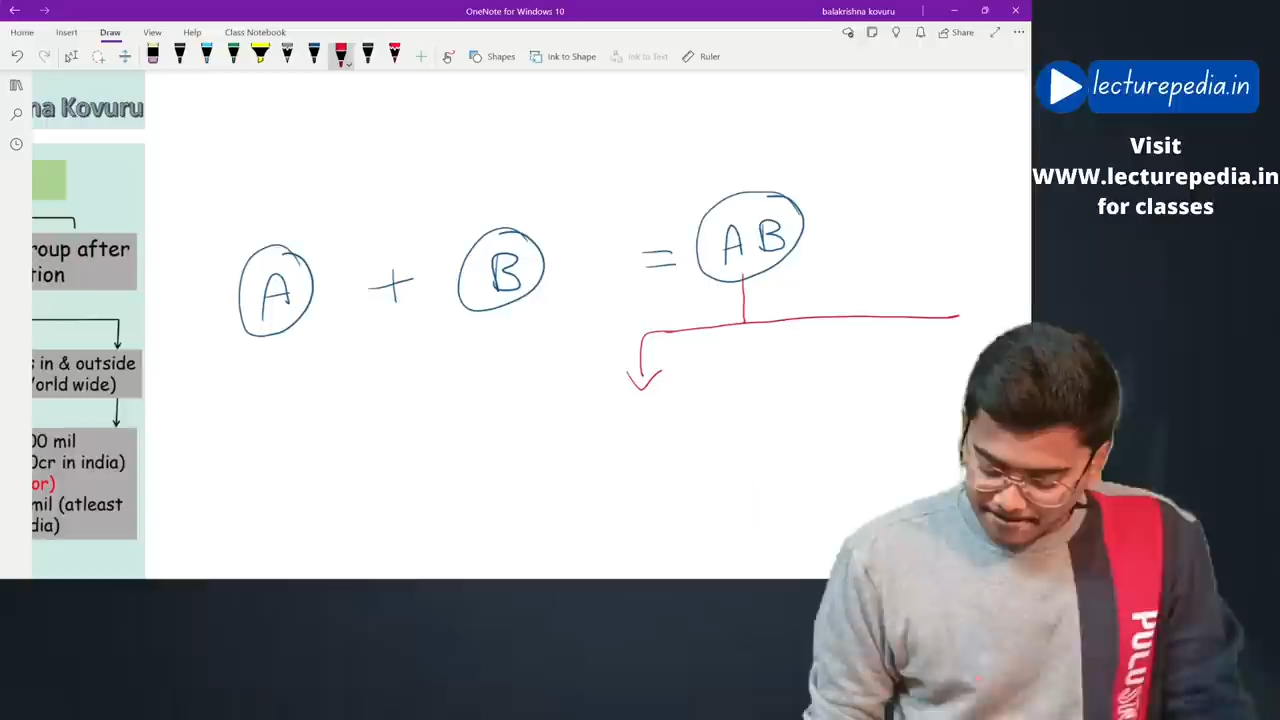 OneNote for Windows 10
balakrishna kovuru
Home Insert Draw View Help Class Notebook
Share
Shapes Ink to Shape Ink to Text Ruler
na Kovuru
roup after
tion
s in & outside
/orld wide)
00 mil
0cr in india)
or)
mil (atleast
dia)
A + B = AB
lecturepedia.in
Visit
WWW.lecturepedia.in
for classes